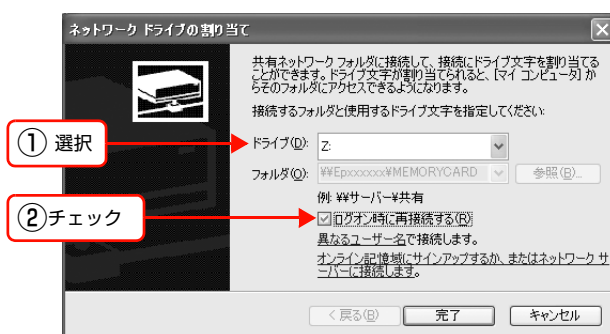 ネットワーク ドライブの割り当て
共有ネットワーク フォルダに接続して、接続にドライブ文字を割り当てる
ことができます。ドライブ文字が割り当てられると、[マイ コンピュータ] か
らそのフォルダにアクセスできるようになります。
接続するフォルダと使用するドライブ文字を指定してください:
① 選択
ドライブ(D): Z:
フォルダ(O): ¥¥Epxxxxxx¥MEMORYCARD 参照(B)...
例: ¥¥サーバー¥共有
②チェック
ログオン時に再接続する(R)
異なるユーザー名で接続します。
オンライン記憶域にサインアップするか、またはネットワーク サ
ーバーに接続します。
< 戻る(B) 完了 キャンセル